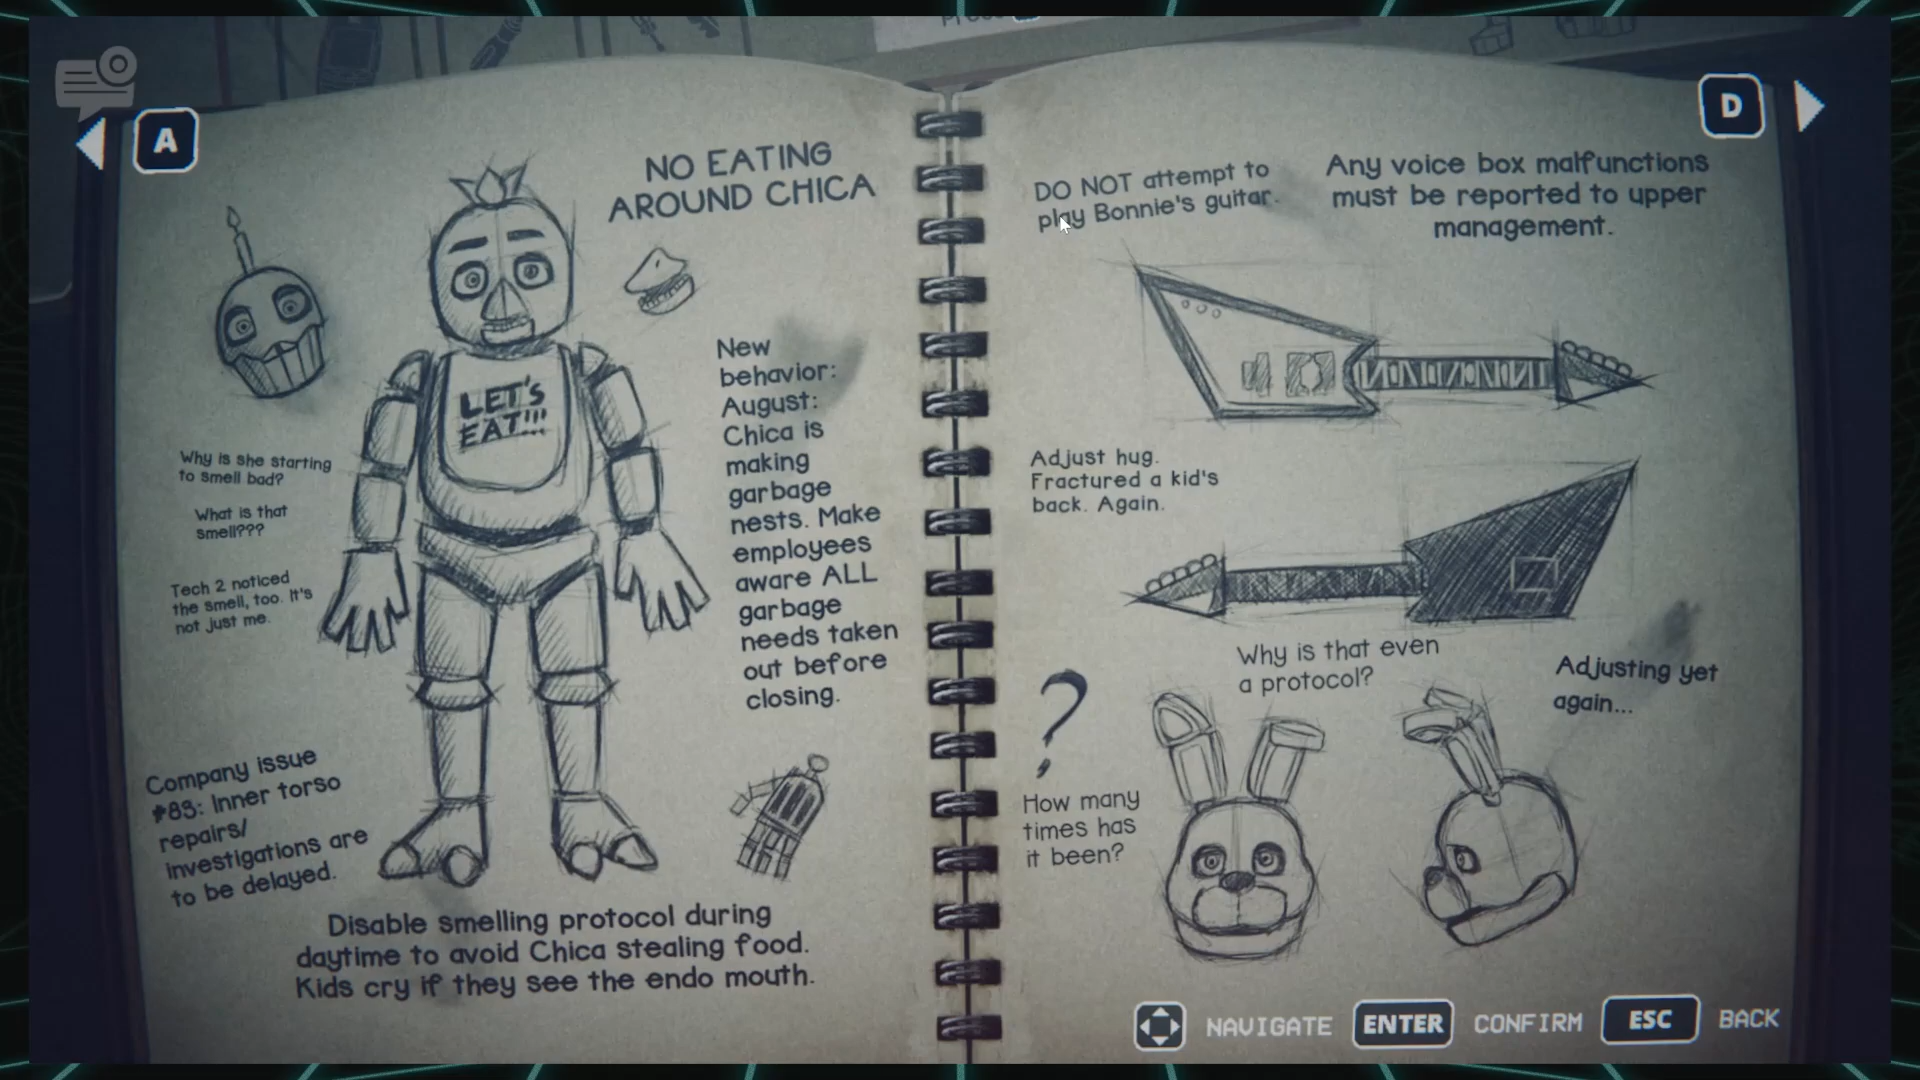 A
D
NO EATING
AROUND CHICA
LET'S
EAT!!!
New
behavior:
August:
Chica is
making
garbage
nests. Make
employees
aware ALL
garbage
needs taken
out before
closing.
Why is she starting
to smell bad?
What is that
smell???
Tech 2 noticed
the smell, too. It's
not just me.
Company issue
#83: Inner torso
repairs/
investigations are
to be delayed.
Disable smelling protocol during
daytime to avoid Chica stealing food.
Kids cry if they see the endo mouth.
DO NOT attempt to
play Bonnie's guitar.
Any voice box malfunctions
must be reported to upper
management.
Adjust hug.
Fractured a kid's
back. Again.
Why is that even
a protocol?
Adjusting yet
again...
?
How many
times has
it been?
NAVIGATE ENTER CONFIRM ESC BACK